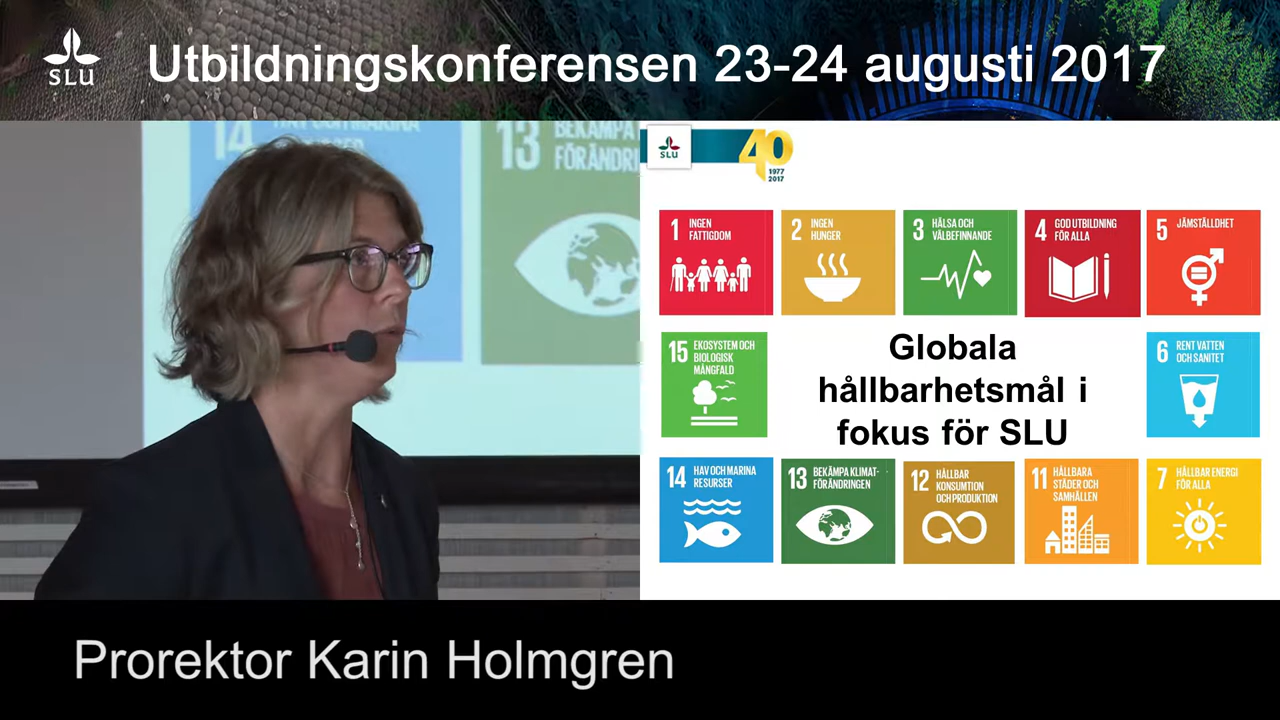 SLU
Utbildningskonferensen 23-24 augusti 2017
14
13 BEKÄMPA
SLU
40
1977
2017
1 INGEN
FATTIGDOM
2 INGEN
HUNGER
3 HÄLSA OCH
VÄLBEFINNANDE
4 GOD UTBILDNING
FÖR ALLA
5 JÄMSTÄLLDHET
15 EKOSYSTEM OCH
BIOLOGISK
MÅNGFALD
Globala
hållbarhetsmål i
fokus för SLU
6 RENT VATTEN
OCH SANITET
14 HAV OCH MARINA
RESURSER
13 BEKÄMPA KLIMAT-
FÖRÄNDRINGEN
12 HÅLLBAR
KONSUMTION
OCH PRODUKTION
11 HÅLLBARA
STÄDER OCH
SAMHÄLLEN
7 HÅLLBAR ENERGI
FÖR ALLA
Prorektor Karin Holmgren